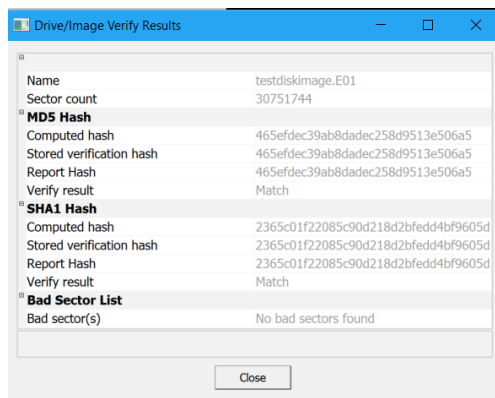 Drive/Image Verify Results
Name testdiskimage.E01
Sector count 30751744
MD5 Hash
Computed hash 465efdec39ab8dadec258d9513e506a5
Stored verification hash 465efdec39ab8dadec258d9513e506a5
Report Hash 465efdec39ab8dadec258d9513e506a5
Verify result Match
SHA1 Hash
Computed hash 2365c01f22085c90d218d2bfedd4bf9605d
Stored verification hash 2365c01f22085c90d218d2bfedd4bf9605d
Report Hash 2365c01f22085c90d218d2bfedd4bf9605d
Verify result Match
Bad Sector List
Bad sector(s) No bad sectors found
Close